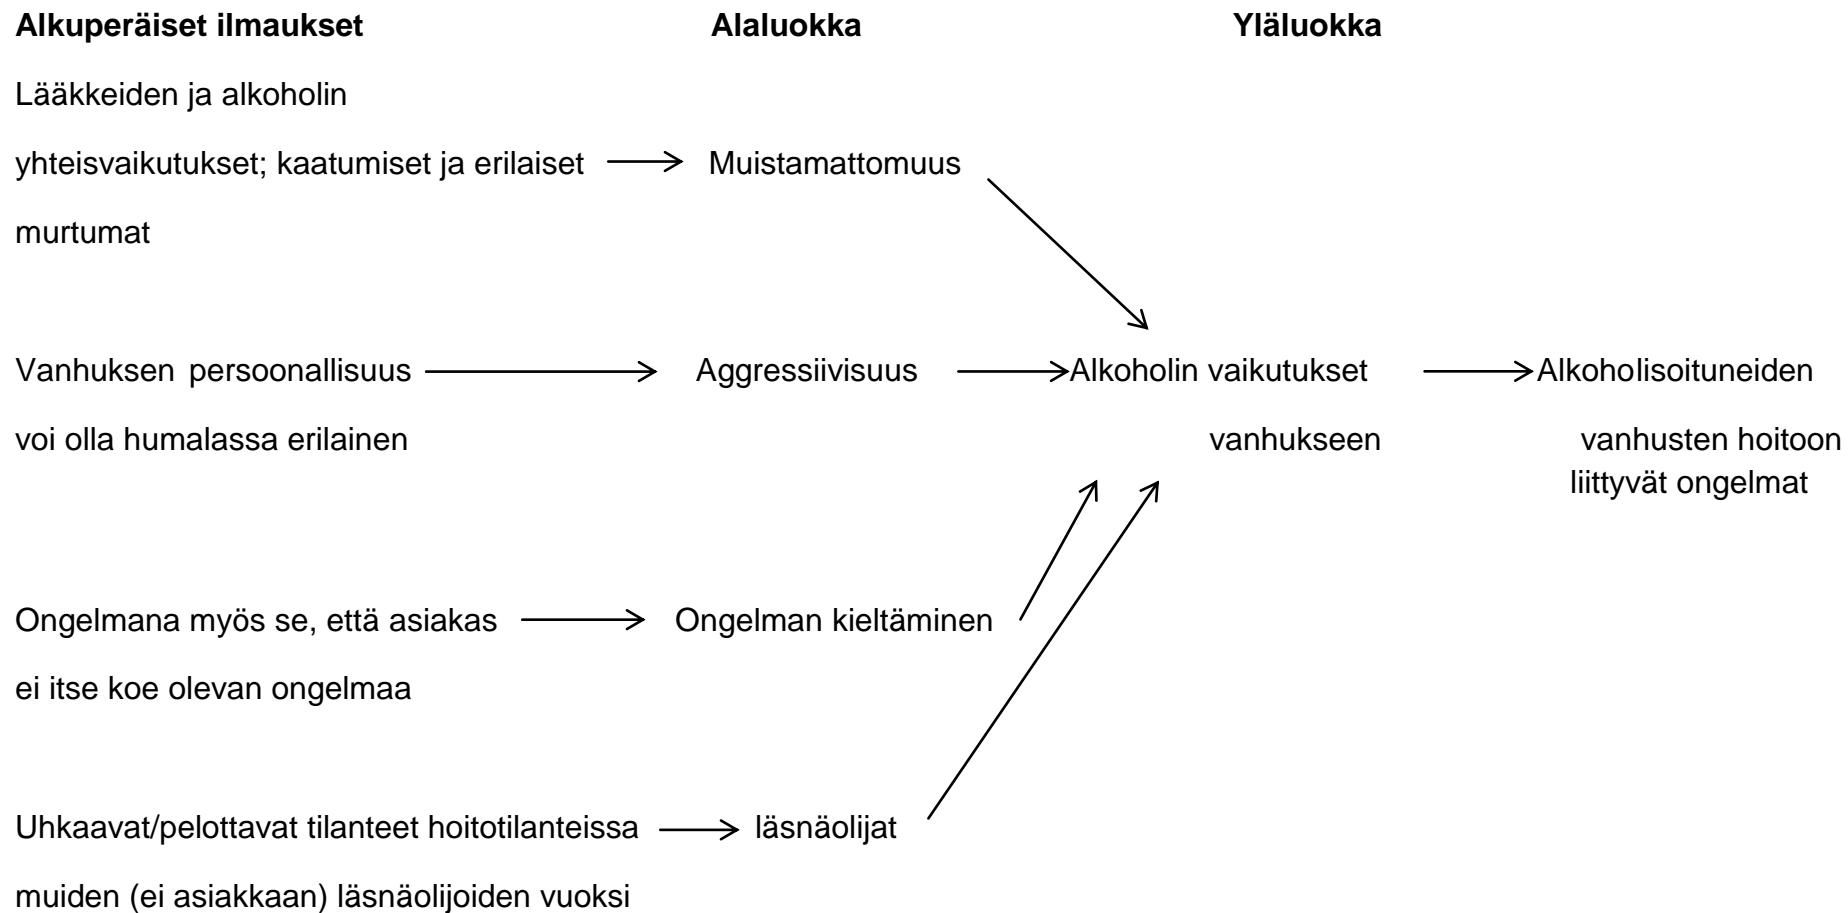 Alkuperäiset ilmaukset Alaluokka Yläluokka
Lääkkeiden ja alkoholin
yhteisvaikutukset; kaatumiset ja erilaiset Muistamattomuus
murtumat
Vanhuksen persoonallisuus Aggressiivisuus Alkoholin vaikutukset Alkoholisoituneiden
voi olla humalassa erilainen vanhukseen vanhusten hoitoon
liittyvät ongelmat
Ongelmana myös se, että asiakas Ongelman kieltäminen
ei itse koe olevan ongelmaa
Uhkaavat/pelottavat tilanteet hoitotilanteissa läsnäolijat
muiden (ei asiakkaan) läsnäolijoiden vuoksi